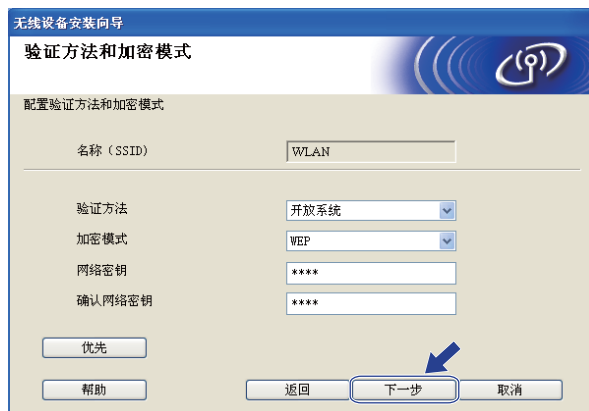 无线设备安装向导
验证方法和加密模式
配置验证方法和加密模式
名称（SSID） WLAN
验证方法 开放系统
加密模式 WEP
网络密钥 ****
确认网络密钥 ****
优先
帮助 返回 下一步 取消